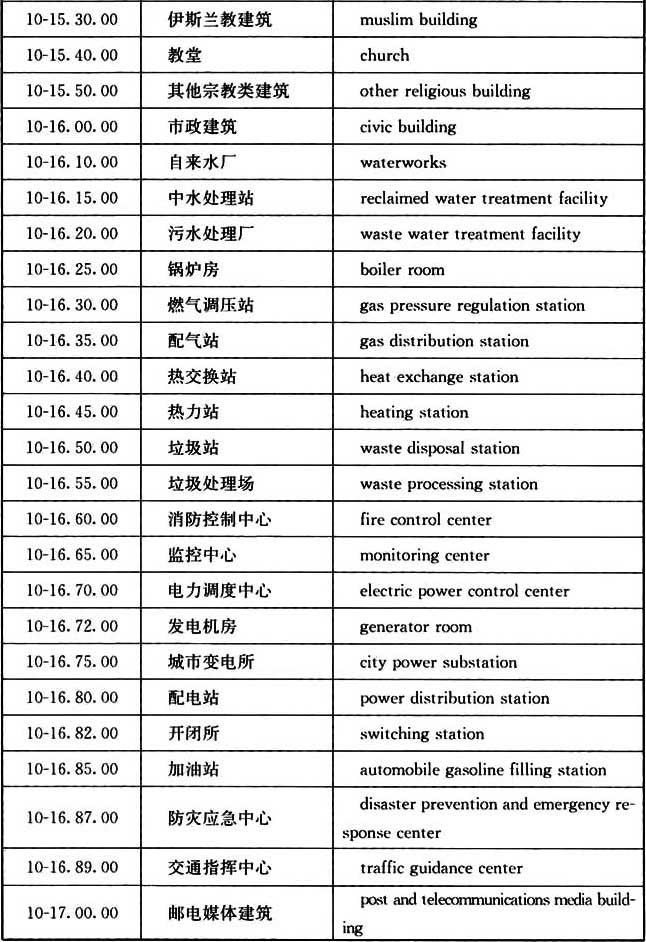 10-15.30.00 伊斯兰教建筑 muslim building
10-15.40.00 教堂 church
10-15.50.00 其他宗教类建筑 other religious building
10-16.00.00 市政建筑 civic building
10-16.10.00 自来水厂 waterworks
10-16.15.00 中水处理站 reclaimed water treatment facility
10-16.20.00 污水处理厂 waste water treatment facility
10-16.25.00 锅炉房 boiler room
10-16.30.00 燃气调压站 gas pressure regulation station
10-16.35.00 配气站 gas distribution station
10-16.40.00 热交换站 heat exchange station
10-16.45.00 热力站 heating station
10-16.50.00 垃圾站 waste disposal station
10-16.55.00 垃圾处理场 waste processing station
10-16.60.00 消防控制中心 fire control center
10-16.65.00 监控中心 monitoring center
10-16.70.00 电力调度中心 electric power control center
10-16.72.00 发电机房 generator room
10-16.75.00 城市变电所 city power substation
10-16.80.00 配电站 power distribution station
10-16.82.00 开闭所 switching station
10-16.85.00 加油站 automobile gasoline filling station
10-16.87.00 防灾应急中心 disaster prevention and emergency re-
sponse center
10-16.89.00 交通指挥中心 traffic guidance center
10-17.00.00 邮电媒体建筑 post and telecommunications media build-
ing